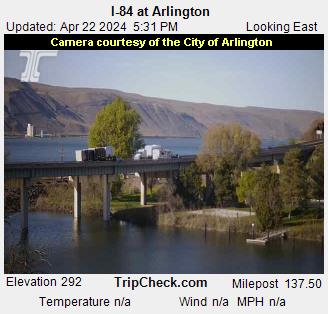 I-84 at Arlington
Updated: Apr 22 2024 5:31 PM Looking East
Camera courtesy of the City of Arlington
Elevation 292 TripCheck.com Milepost 137.50
Temperature n/a Wind n/a MPH n/a